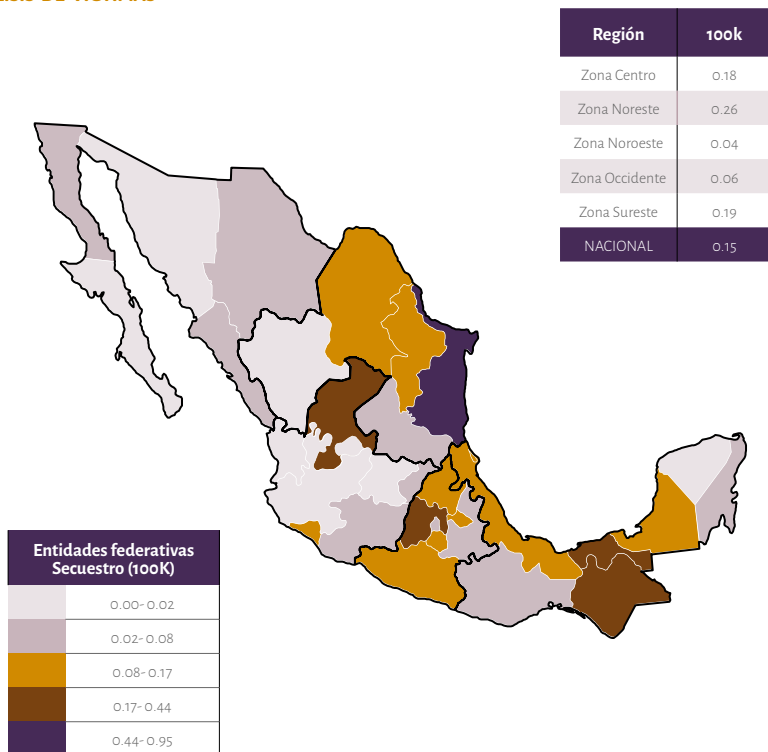 Región 100k
Zona Centro 0.18
Zona Noreste 0.26
Zona Noroeste 0.04
Zona Occidente 0.06
Zona Sureste 0.19
NACIONAL 0.15
Entidades federativas
Secuestro (100K)
0.00-0.02
0.02-0.08
0.08-0.17
0.17-0.44
0.44-0.95